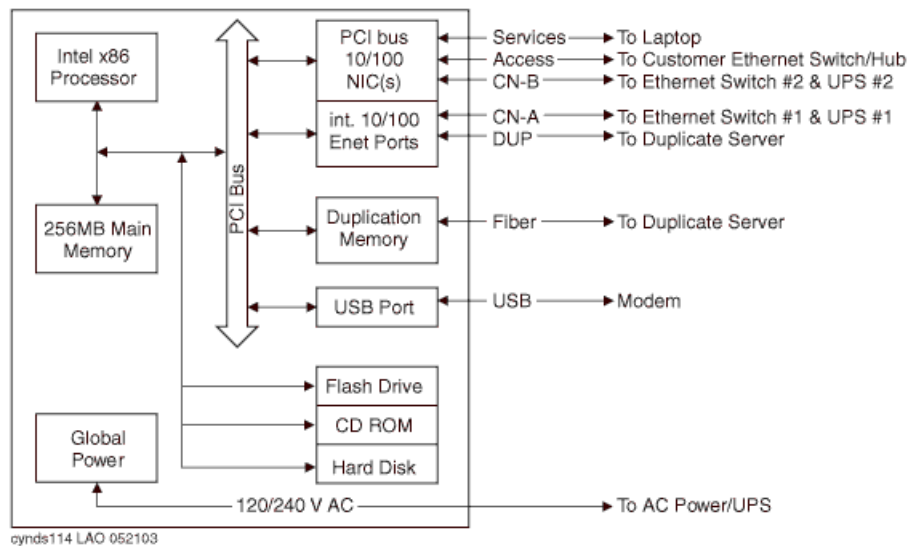 Intel x86
Processor
256MB Main
Memory
Global
Power
PCI Bus
PCI bus
10/100
NIC(s)
int. 10/100
Enet Ports
Duplication
Memory
USB Port
Flash Drive
CD ROM
Hard Disk
Services
To Laptop
Access
To Customer Ethernet Switch/Hub
CN-B
To Ethernet Switch #2 & UPS #2
CN-A
To Ethernet Switch #1 & UPS #1
DUP
To Duplicate Server
Fiber
To Duplicate Server
USB
Modem
120/240 V AC
To AC Power/UPS
cynds114 LAO 052103